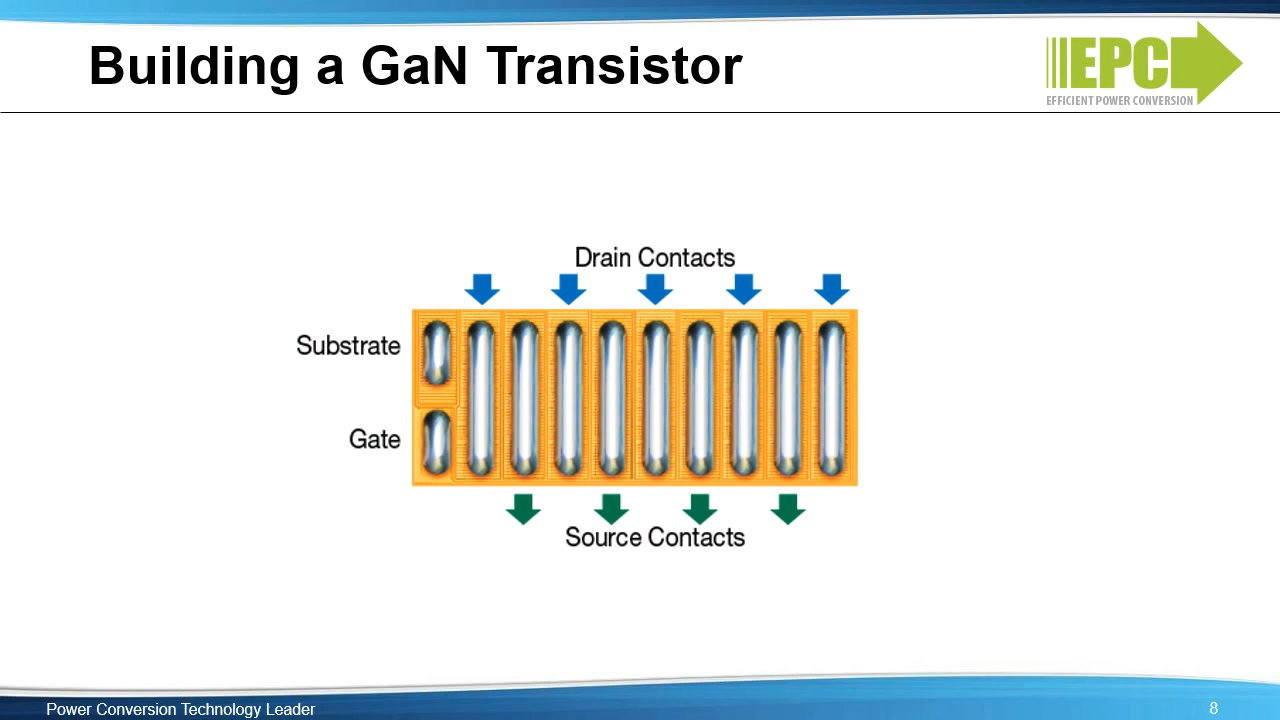 Building a GaN Transistor
EPC
EFFICIENT POWER CONVERSION
Drain Contacts
Substrate
Gate
Source Contacts
Power Conversion Technology Leader
8